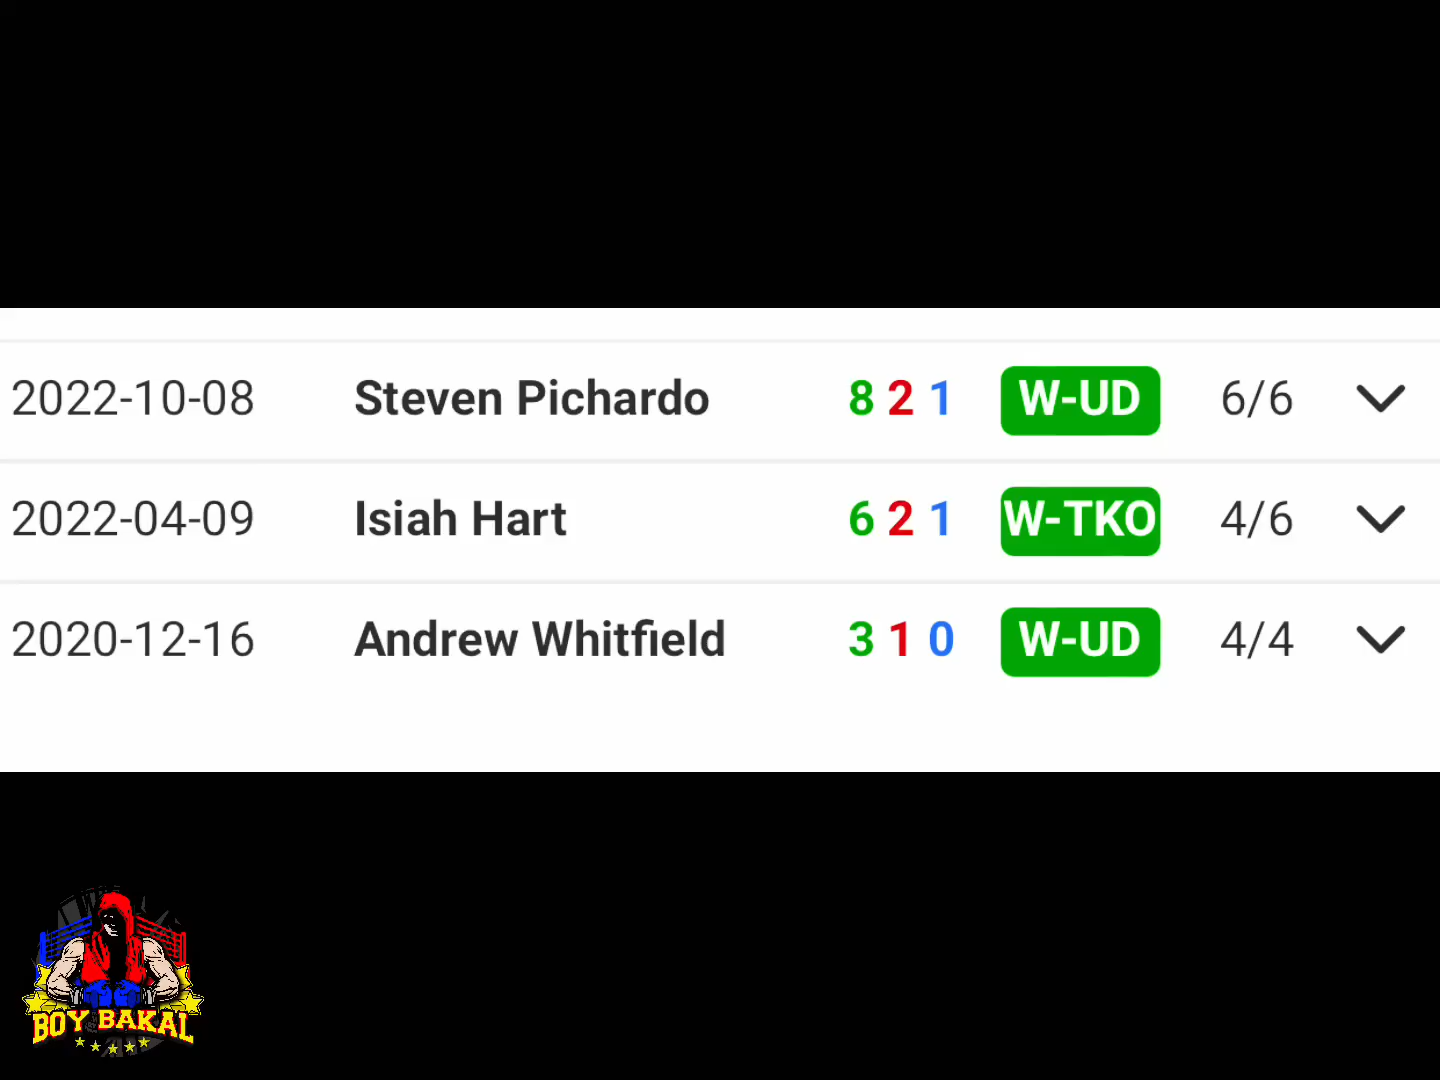 2022-10-08 Steven Pichardo 8 2 1 W-UD 6/6
2022-04-09 Isiah Hart 6 2 1 W-TKO 4/6
2020-12-16 Andrew Whitfield 3 1 0 W-UD 4/4
BOY BAKAL